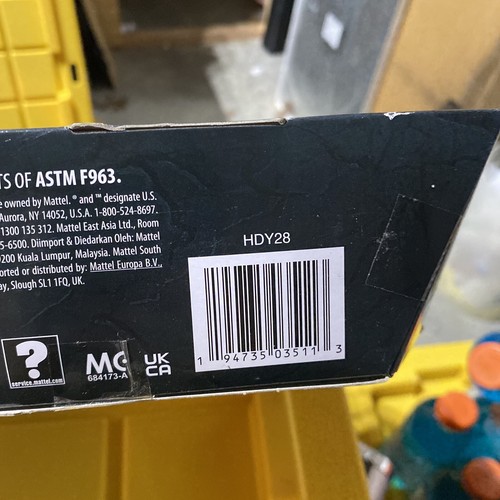 TS OF ASTM F963.
e owned by Mattel. ® and ™ designate U.S.
Aurora, NY 14052, U.S.A. 1-800-524-8697.
1300 135 312. Mattel East Asia Ltd., Room
5-6500. Diimport & Diedarkan Oleh: Mattel
0200 Kuala Lumpur, Malaysia. Mattel South
orted or distributed by: Mattel Europa B.V.,
ay, Slough SL1 1FQ, UK.
HDY28
1 94735 03511 3
?
service.mattel.com
MC
684173-A
UK
CA